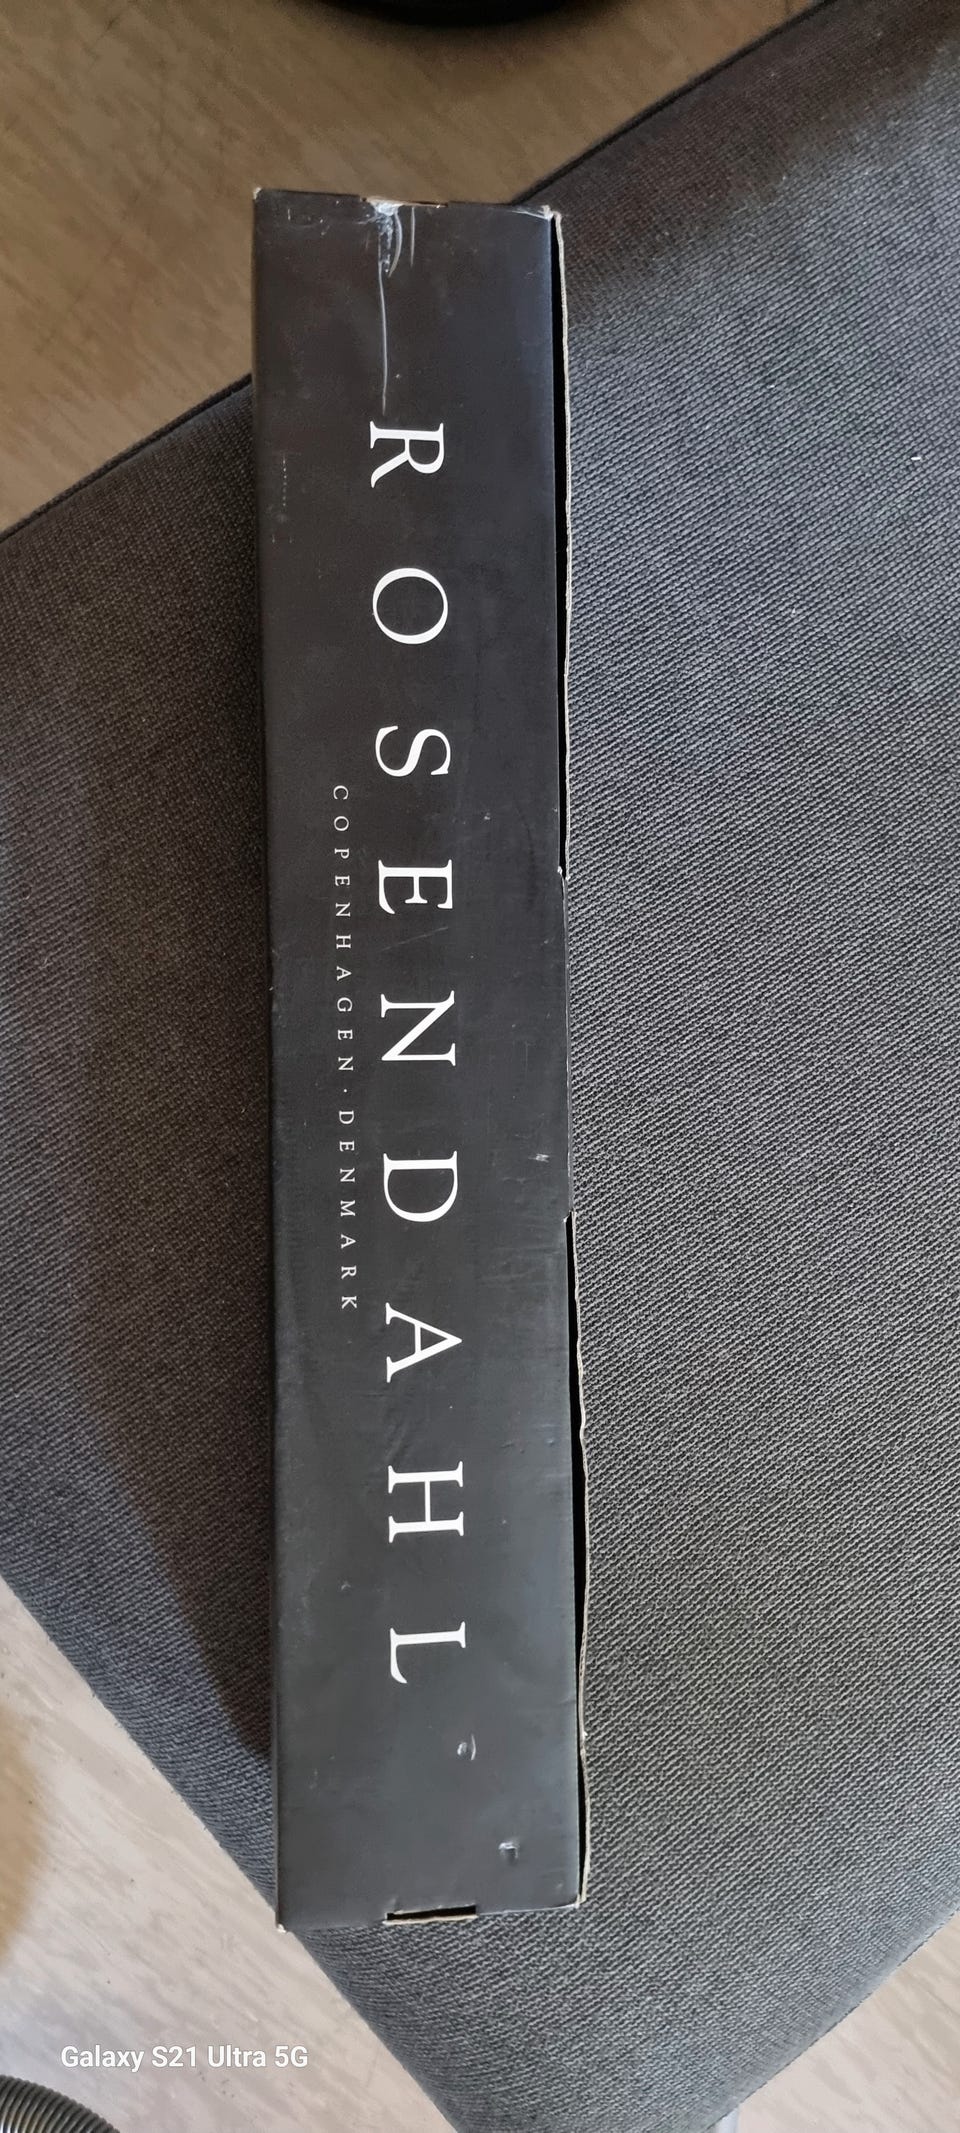 ROSENDAHL
COPENHAGEN·DENMARK
Galaxy S21 Ultra 5G